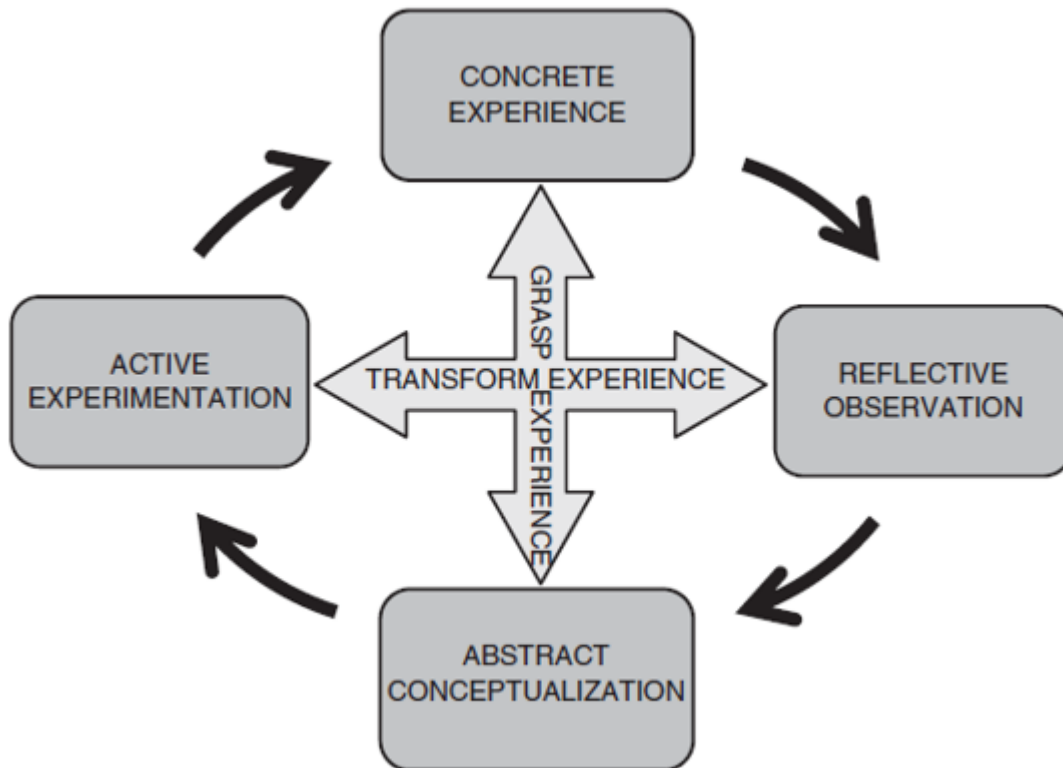 CONCRETE
EXPERIENCE
ACTIVE
EXPERIMENTATION
GRASP EXPERIENCE
TRANSFORM EXPERIENCE
REFLECTIVE
OBSERVATION
ABSTRACT
CONCEPTUALIZATION